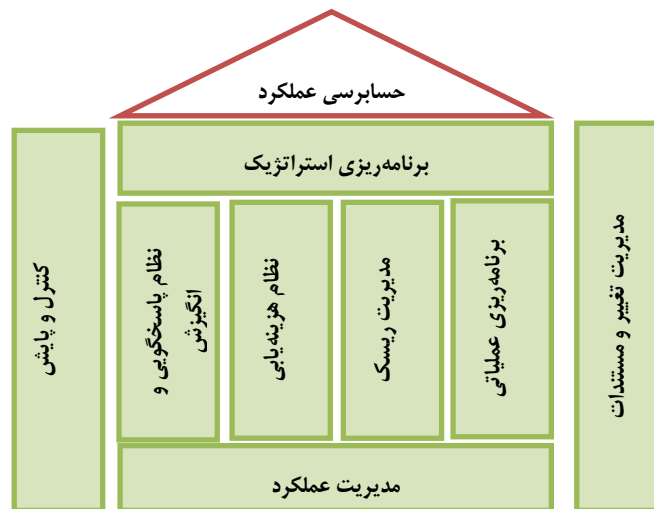 حسابرسی عملکرد
برنامه‌ریزی استراتژیک
مدیریت تغییر و مستندات
برنامه‌ریزی عملیاتی
مدیریت ریسک
نظام هزینه‌یابی
نظام پاسخگویی و
انگیزش
کنترل و پایش
مدیریت عملکرد